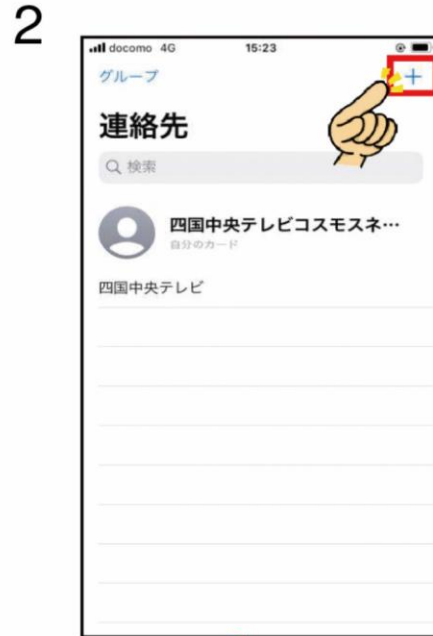 2
docomo 4G 15:23
グループ +
連絡先
検索
四国中央テレビコスモスネ…
自分のカード
四国中央テレビ